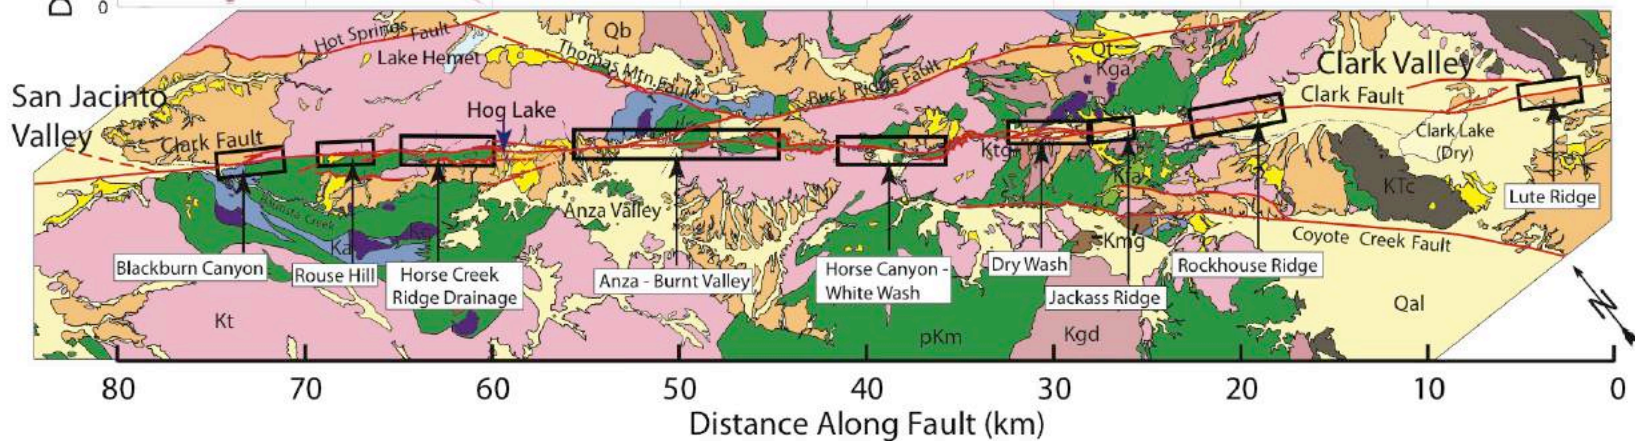 D
0
Hot Springs Fault
Qb
Lake Hemet
Thomas Mtn Fault
Qt
Kga
Buck Ridge Fault
Clark Valley
San Jacinto
Valley
Hog Lake
Clark Fault
Clark Fault
Clark Lake
(Dry)
Ktg
KTc
Lute Ridge
Anza Valley
Ka
Kmg
Coyote Creek Fault
Blackburn Canyon
Rouse Hill
Horse Creek
Ridge Drainage
Anza - Burnt Valley
Horse Canyon -
White Wash
Dry Wash
Jackass Ridge
Rockhouse Ridge
Qal
N
Kt
pKm
Kgd
80 70 60 50 40 30 20 10 0
Distance Along Fault (km)